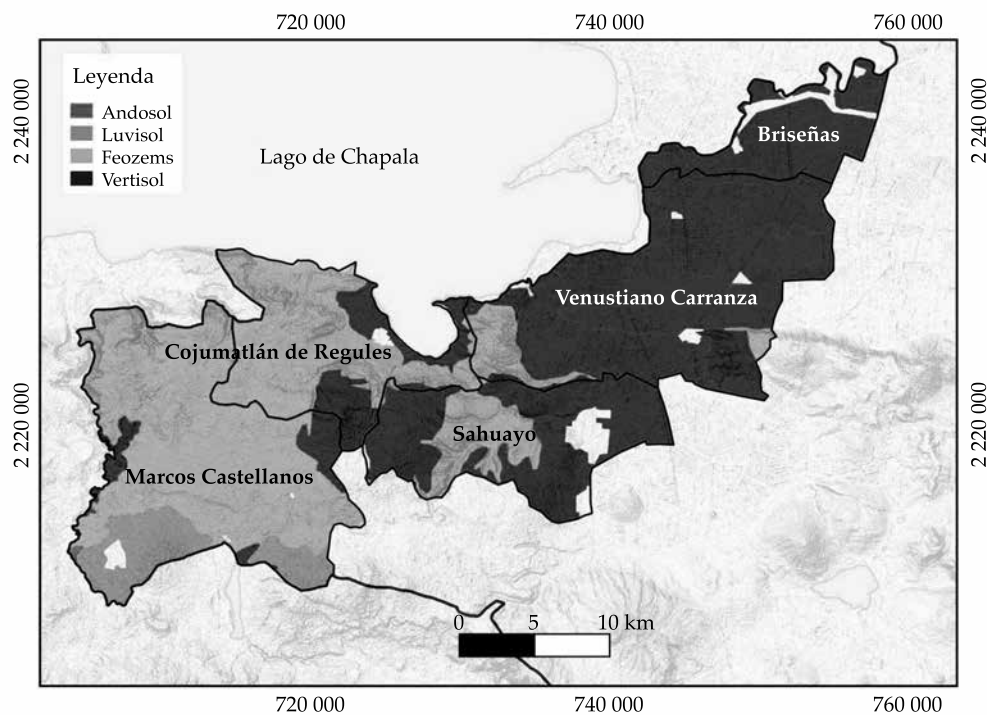 720 000 740 000 760 000
Leyenda
Andosol
Luvisol
Feozems
Vertisol
2 240 000
2 240 000
Briseñas
Lago de Chapala
Venustiano Carranza
Cojumatlán de Regules
2 220 000
2 220 000
Sahuayo
Marcos Castellanos
0 5 10 km
720 000 740 000 760 000